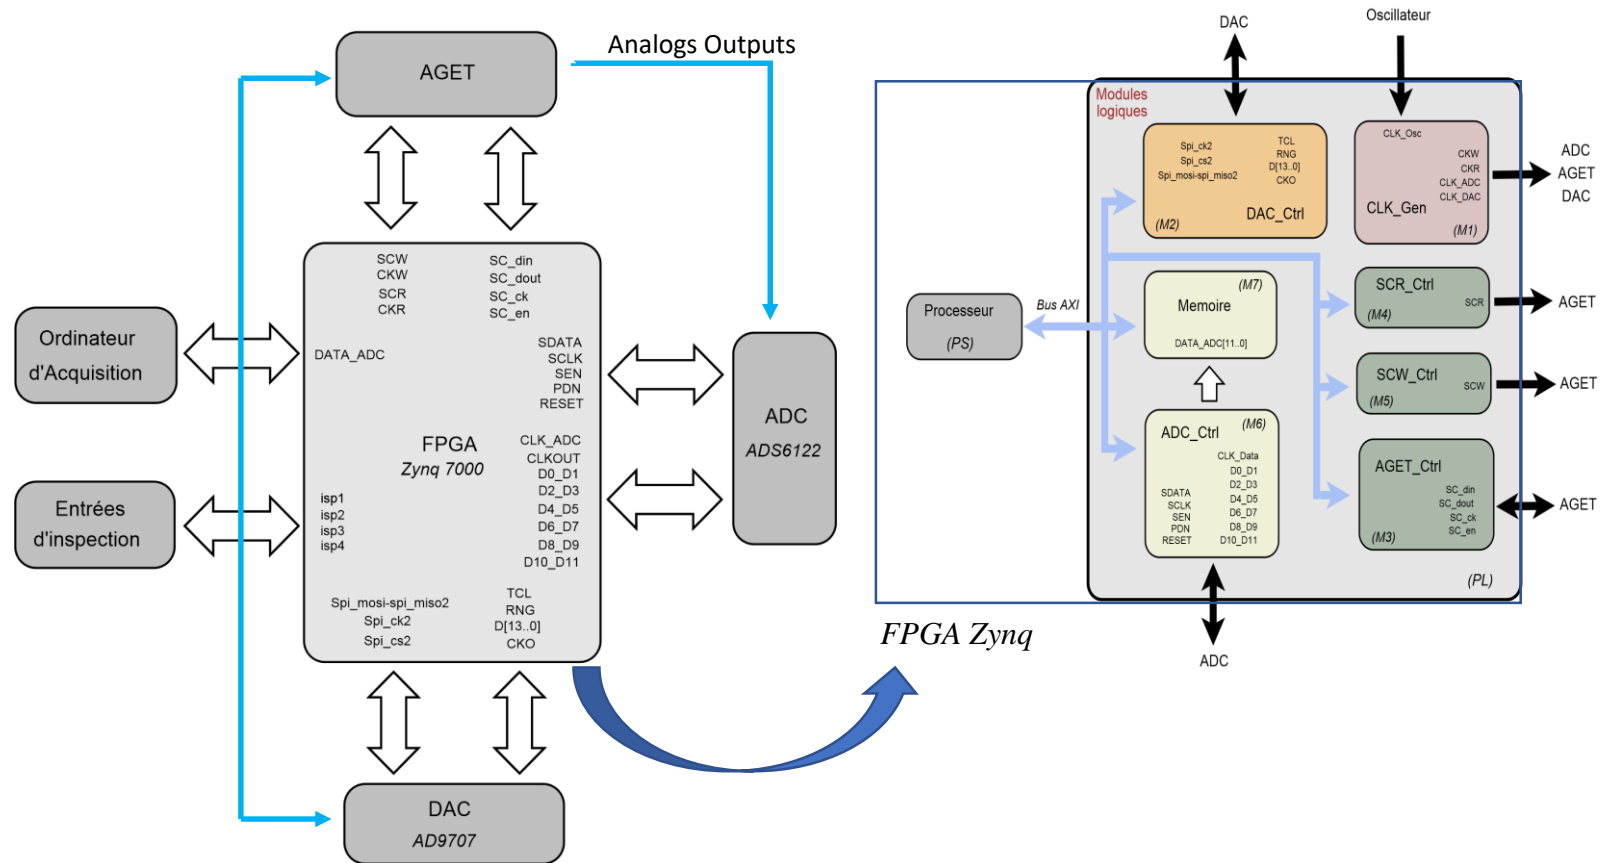 AGET
Analogs Outputs
SCW
CKW
SCR
CKR
SC_din
SC_dout
SC_ck
SC_en
Ordinateur
d'Acquisition
DATA_ADC
SDATA
SCLK
SEN
PDN
RESET
FPGA
Zynq 7000
CLK_ADC
CLKOUT
D0_D1
D2_D3
D4_D5
D6_D7
D8_D9
D10_D11
ADC
ADS6122
Entrées
d'inspection
isp1
isp2
isp3
isp4
Spi_mosi-spi_miso2
Spi_ck2
Spi_cs2
TCL
RNG
D[13..0]
CKO
DAC
AD9707
DAC
Oscillateur
Modules
logiques
Spi_ck2
Spi_cs2
Spi_mosi-spi_miso2
TCL
RNG
D[13..0]
CKO
(M2)
DAC_Ctrl
CLK_Osc
CKW
CKR
CLK_ADC
CLK_DAC
CLK_Gen
(M1)
ADC
AGET
DAC
Processeur
(PS)
Bus AXI
(M7)
Memoire
DATA_ADC[11..0]
SCR_Ctrl
SCR
(M4)
AGET
SCW_Ctrl
SCW
(M5)
AGET
ADC_Ctrl
(M6)
CLK_Data
D0_D1
D2_D3
D4_D5
D6_D7
D8_D9
D10_D11
SDATA
SCLK
SEN
PDN
RESET
AGET_Ctrl
SC_din
SC_dout
SC_ck
SC_en
(M3)
AGET
(PL)
FPGA Zynq
ADC